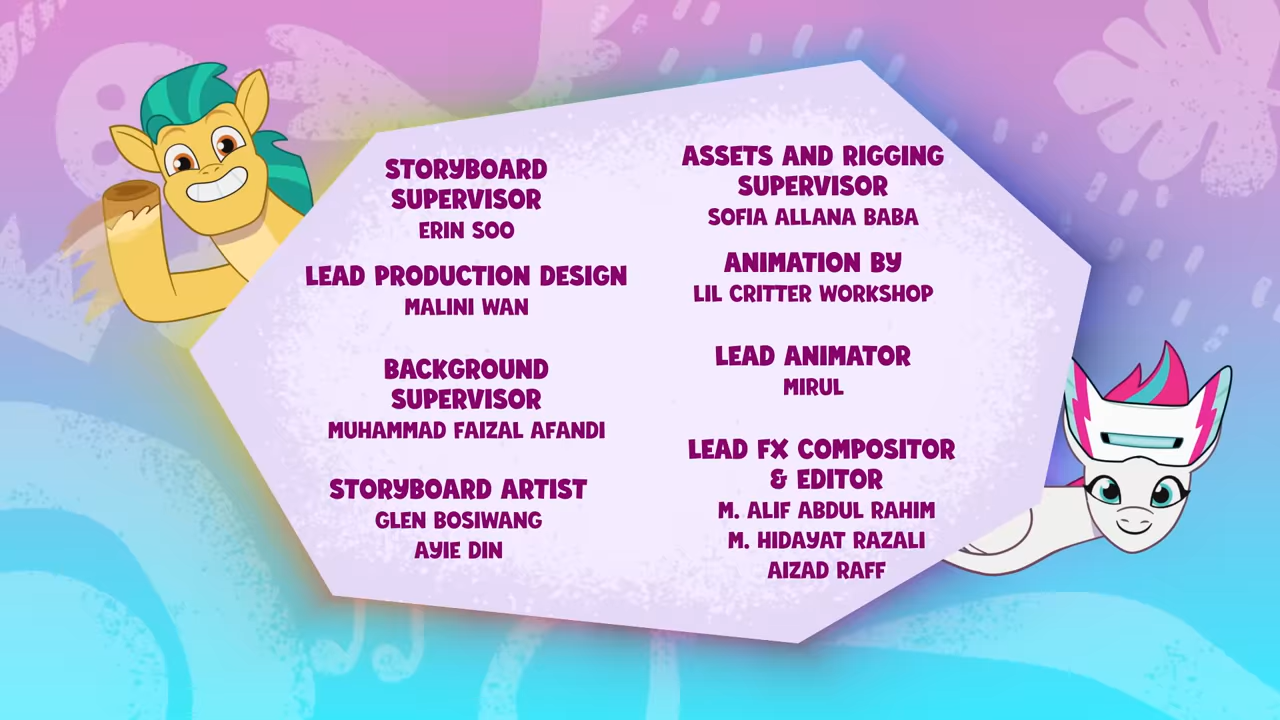 STORYBOARD
SUPERVISOR
ERIN SOO
LEAD PRODUCTION DESIGN
MALINI WAN
BACKGROUND
SUPERVISOR
MUHAMMAD FAIZAL AFANDI
STORYBOARD ARTIST
GLEN BOSIWANG
AYIE DIN
ASSETS AND RIGGING
SUPERVISOR
SOFIA ALLANA BABA
ANIMATION BY
LIL CRITTER WORKSHOP
LEAD ANIMATOR
MIRUL
LEAD FX COMPOSITOR
& EDITOR
M. ALIF ABDUL RAHIM
M. HIDAYAT RAZALI
AIZAD RAFF